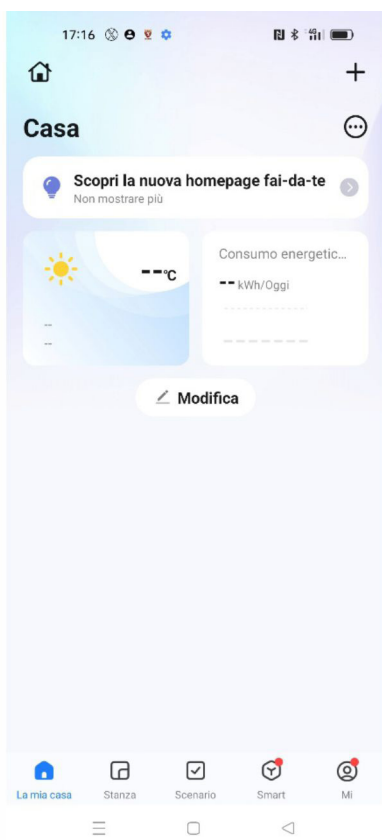 17:16
4G
Casa
Scopri la nuova homepage fai-da-te
Non mostrare più
--°C
--
--
Consumo energetic...
-- kWh/Oggi
Modifica
La mia casa
Stanza
Scenario
Smart
Mi